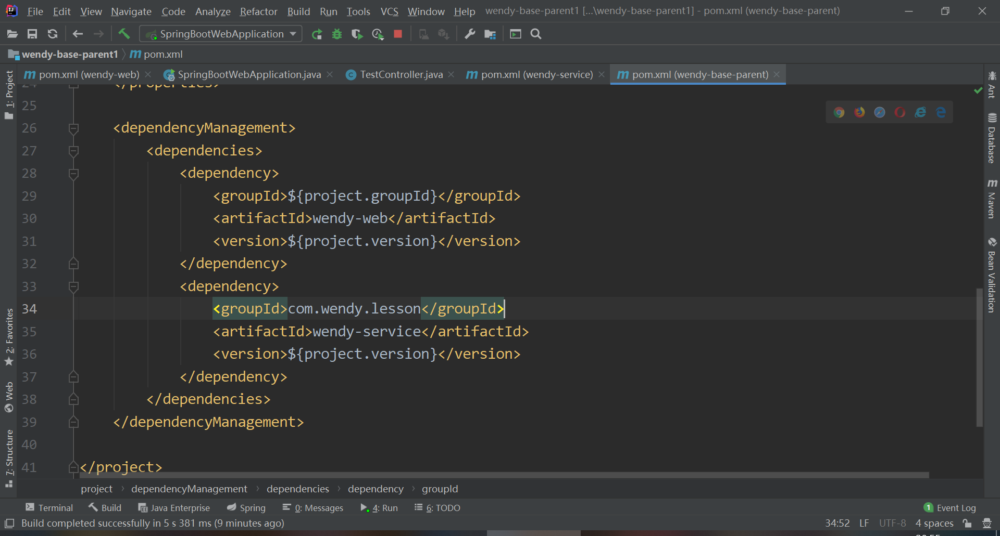 File Edit View Navigate Code Analyze Refactor Build Run Tools VCS Window Help wendy-base-parent1 [...\wendy-base-parent1] - pom.xml (wendy-base-parent)
SpringBootWebApplication
wendy-base-parent1 pom.xml
pom.xml (wendy-web) SpringBootWebApplication.java TestController.java pom.xml (wendy-service) pom.xml (wendy-base-parent)
24 </properties>
25
26 <dependencyManagement>
27 <dependencies>
28 <dependency>
29 <groupId>${project.groupId}</groupId>
30 <artifactId>wendy-web</artifactId>
31 <version>${project.version}</version>
32 </dependency>
33 <dependency>
34 <groupId>com.wendy.lesson</groupId>
35 <artifactId>wendy-service</artifactId>
36 <version>${project.version}</version>
37 </dependency>
38 </dependencies>
39 </dependencyManagement>
40
41 </project>
1: Project
2: Favorites
Web
7: Structure
Ant
Database
Maven
Bean Validation
project dependencyManagement dependencies dependency groupId
Terminal Build Java Enterprise Spring 0: Messages 4: Run 6: TODO 1 Event Log
Build completed successfully in 5 s 381 ms (9 minutes ago) 34:52 LF UTF-8 4 spaces